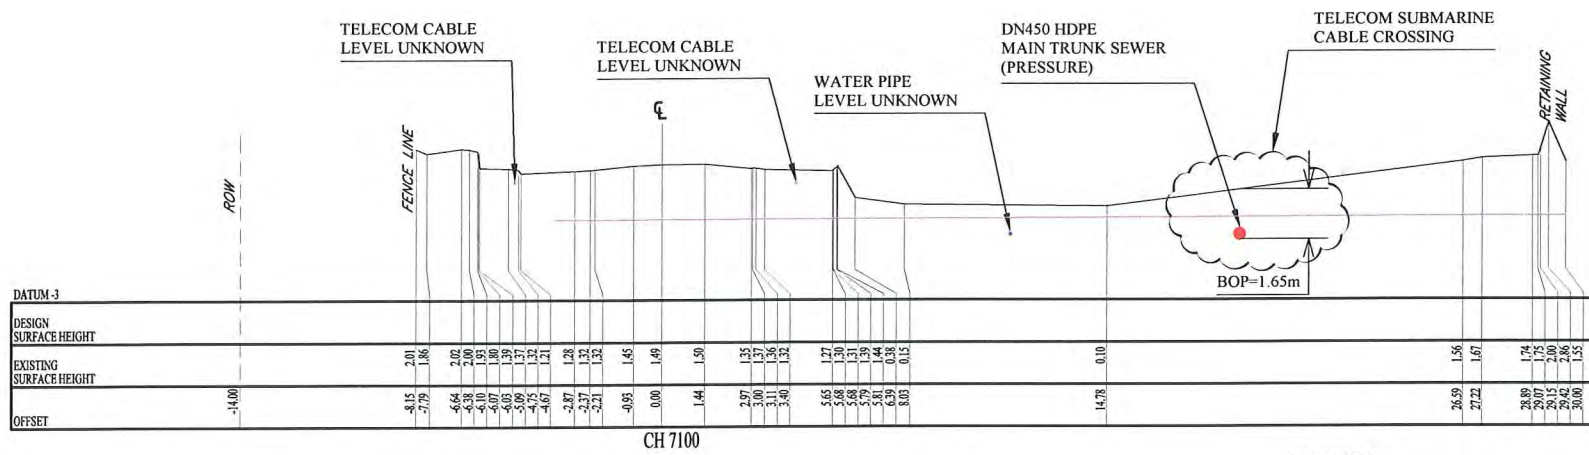 TELECOM CABLE
LEVEL UNKNOWN
TELECOM CABLE
LEVEL UNKNOWN
WATER PIPE
LEVEL UNKNOWN
DN450 HDPE
MAIN TRUNK SEWER
(PRESSURE)
TELECOM SUBMARINE
CABLE CROSSING
ROW
FENCE LINE
℄
RETAINING
WALL
BOP=1.65m
DATUM -3
DESIGN
SURFACE HEIGHT
EXISTING
SURFACE HEIGHT
2.01 1.86 2.02 2.00 1.93 1.80 1.39 1.37 1.32 1.21 1.28 1.32 1.32 1.45 1.49 1.50 1.35 1.37 1.36 1.32 1.27 1.30 1.31 1.39 1.44 0.38 0.15 0.10 1.56 1.67 1.74 1.75 2.00 2.86 1.55
OFFSET
-14.00 -8.15 -7.79 -6.64 -6.38 -6.10 -6.07 -6.03 -5.09 -4.75 -4.67 -2.87 -2.37 -2.21 -0.93 0.00 1.44 2.97 3.00 3.11 3.40 5.65 5.68 5.68 5.79 5.81 6.39 8.03 14.78 26.59 27.22 28.89 29.07 29.15 29.42 30.00
CH 7100